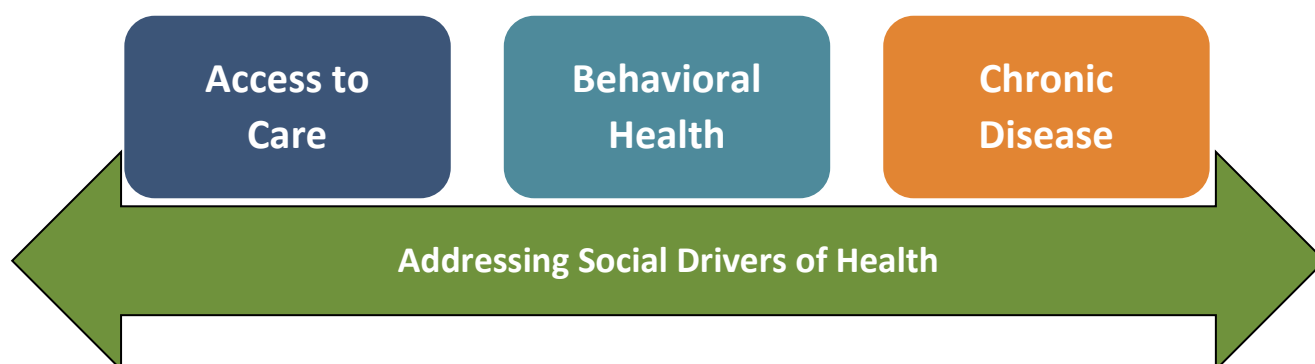 Access to
Care
Behavioral
Health
Chronic
Disease
Addressing Social Drivers of Health